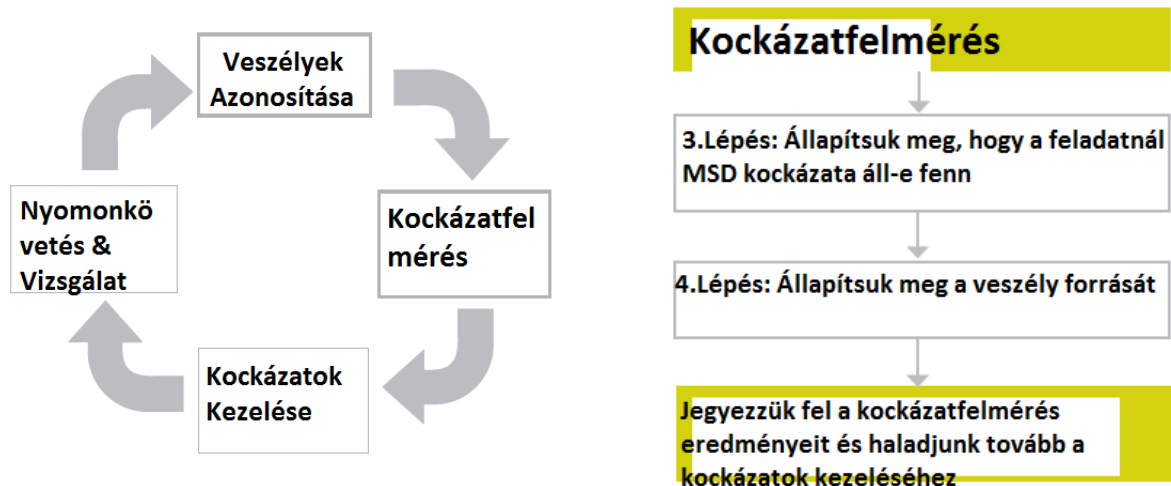 Veszélyek
Azonosítása
Kockázatfel
mérés
Kockázatok
Kezelése
Nyomonkö
vetés &
Vizsgálat
Kockázatfelmérés
3.Lépés: Állapítsuk meg, hogy a feladatnál
MSD kockázata áll-e fenn
4.Lépés: Állapítsuk meg a veszély forrását
Jegyezzük fel a kockázatfelmérés
eredményeit és haladjunk tovább a
kockázatok kezeléséhez